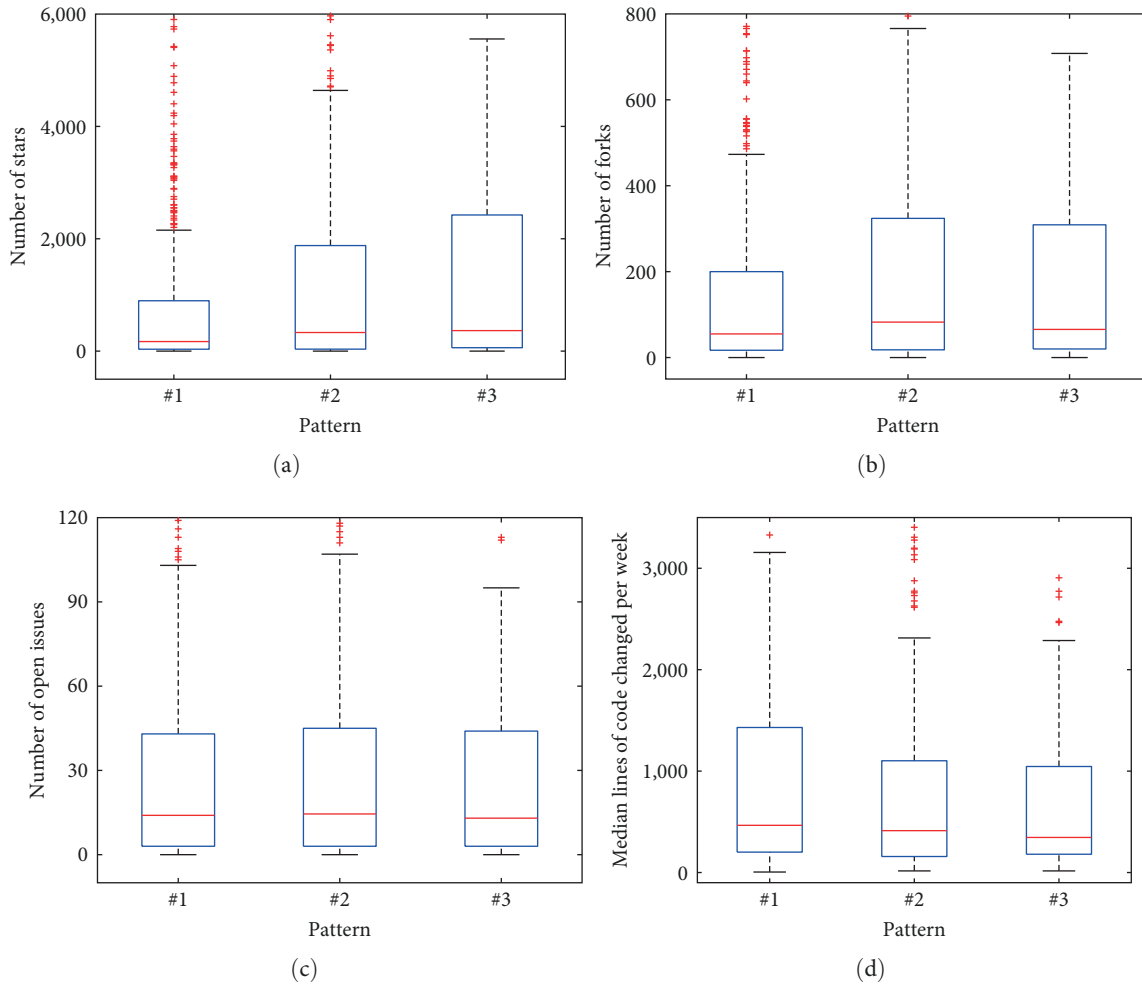 6,000
4,000
2,000
0
Number of stars
#1 #2 #3
Pattern
(a)
800
600
400
200
0
Number of forks
#1 #2 #3
Pattern
(b)
120
90
60
30
0
Number of open issues
#1 #2 #3
Pattern
(c)
3,000
2,000
1,000
0
Median lines of code changed per week
#1 #2 #3
Pattern
(d)